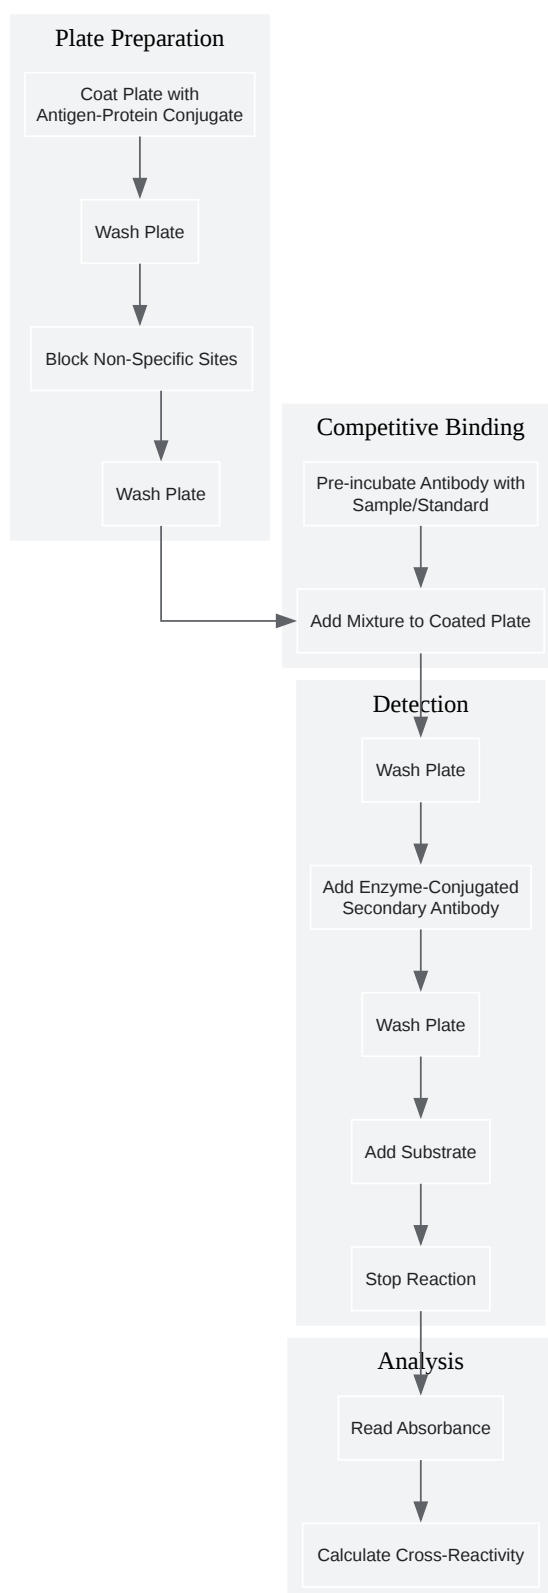 Plate Preparation
Coat Plate with
Antigen-Protein Conjugate
Wash Plate
Block Non-Specific Sites
Wash Plate
Competitive Binding
Pre-incubate Antibody with
Sample/Standard
Add Mixture to Coated Plate
Detection
Wash Plate
Add Enzyme-Conjugated
Secondary Antibody
Wash Plate
Add Substrate
Stop Reaction
Analysis
Read Absorbance
Calculate Cross-Reactivity